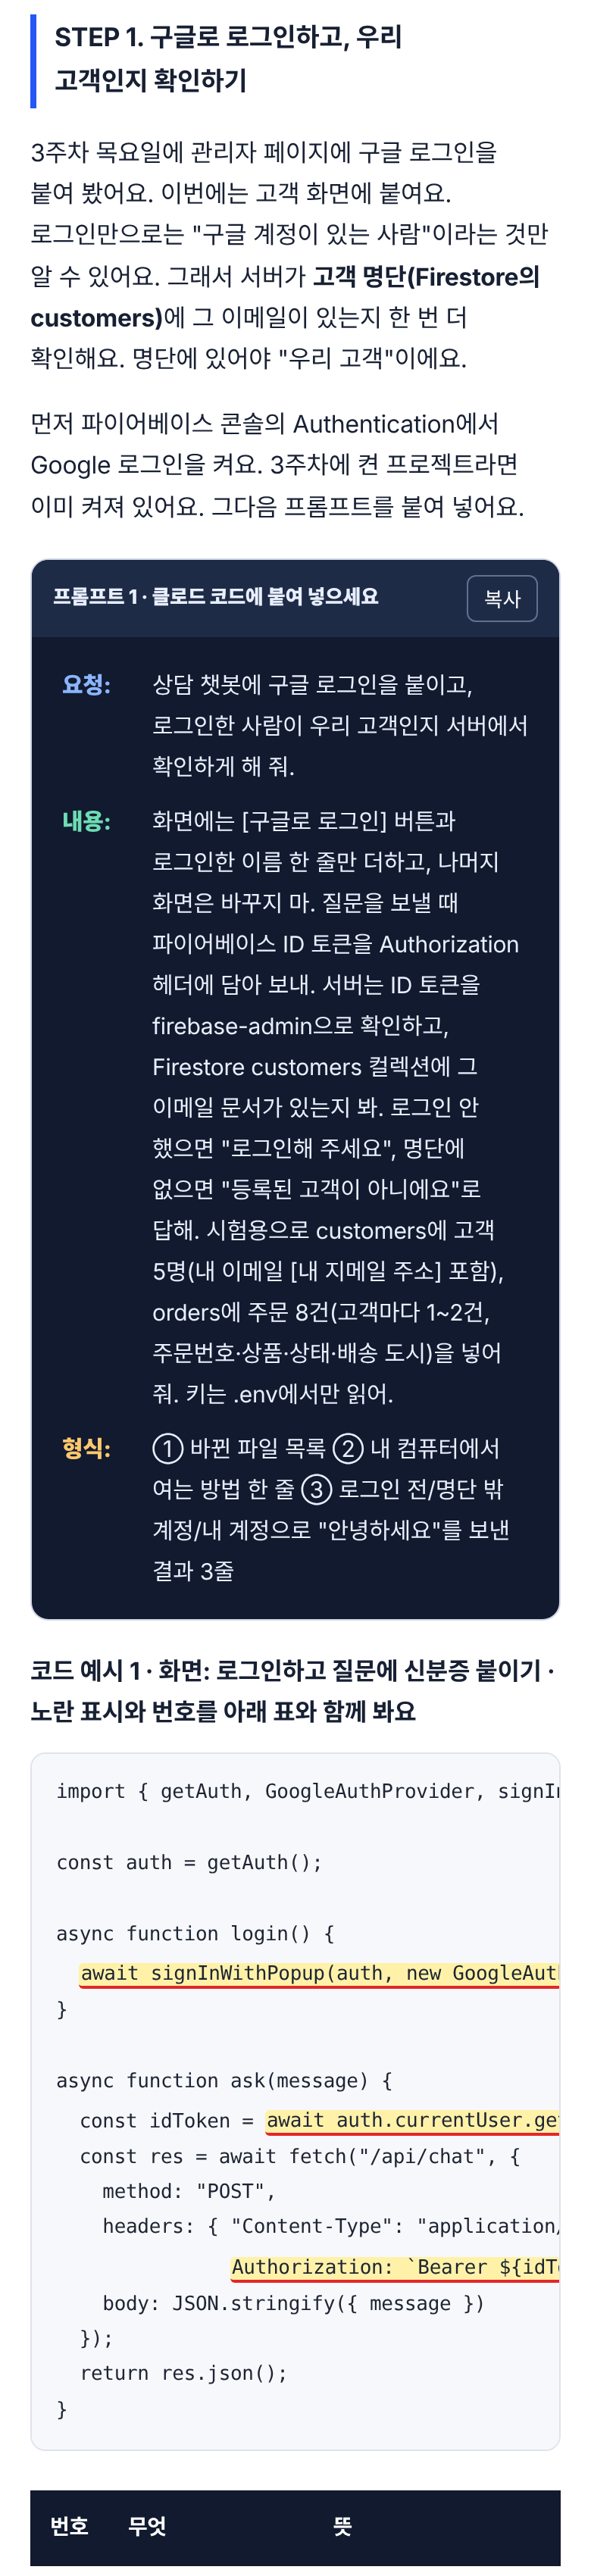 STEP 1. 구글로 로그인하고, 우리
고객인지 확인하기
3주차 목요일에 관리자 페이지에 구글 로그인을
붙여 봤어요. 이번에는 고객 화면에 붙여요.
로그인만으로는 "구글 계정이 있는 사람"이라는 것만
알 수 있어요. 그래서 서버가 고객 명단(Firestore의
customers)에 그 이메일이 있는지 한 번 더
확인해요. 명단에 있어야 "우리 고객"이에요.
먼저 파이어베이스 콘솔의 Authentication에서
Google 로그인을 켜요. 3주차에 켠 프로젝트라면
이미 켜져 있어요. 그다음 프롬프트를 붙여 넣어요.
프롬프트 1 · 클로드 코드에 붙여 넣으세요
복사
요청: 상담 챗봇에 구글 로그인을 붙이고,
로그인한 사람이 우리 고객인지 서버에서
확인하게 해 줘.
내용: 화면에는 [구글로 로그인] 버튼과
로그인한 이름 한 줄만 더하고, 나머지
화면은 바꾸지 마. 질문을 보낼 때
파이어베이스 ID 토큰을 Authorization
헤더에 담아 보내. 서버는 ID 토큰을
firebase-admin으로 확인하고,
Firestore customers 컬렉션에 그
이메일 문서가 있는지 봐. 로그인 안
했으면 "로그인해 주세요", 명단에
없으면 "등록된 고객이 아니에요"로
답해. 시험용으로 customers에 고객
5명(내 이메일 [내 지메일 주소] 포함),
orders에 주문 8건(고객마다 1~2건,
주문번호·상품·상태·배송 도시)을 넣어
줘. 키는 .env에서만 읽어.
형식: ① 바뀐 파일 목록 ② 내 컴퓨터에서
여는 방법 한 줄 ③ 로그인 전/명단 밖
계정/내 계정으로 "안녕하세요"를 보낸
결과 3줄
코드 예시 1 · 화면: 로그인하고 질문에 신분증 붙이기 ·
노란 표시와 번호를 아래 표와 함께 봐요
import { getAuth, GoogleAuthProvider, signIn
const auth = getAuth();
async function login() {
await signInWithPopup(auth, new GoogleAuth
}
async function ask(message) {
const idToken = await auth.currentUser.get
const res = await fetch("/api/chat", {
method: "POST",
headers: { "Content-Type": "application/
Authorization: `Bearer ${idTo
body: JSON.stringify({ message })
});
return res.json();
}
번호 무엇 뜻